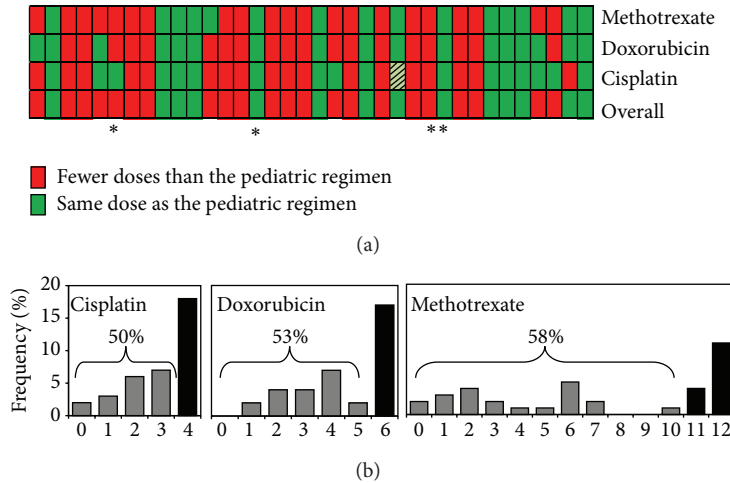 Methotrexate
Doxorubicin
Cisplatin
Overall
* * **
Fewer doses than the pediatric regimen
Same dose as the pediatric regimen
(a)
Frequency (%)
20
15
10
5
0
Cisplatin
50%
0 1 2 3 4
Doxorubicin
53%
0 1 2 3 4 5 6
Methotrexate
58%
0 1 2 3 4 5 6 7 8 9 10 11 12
(b)